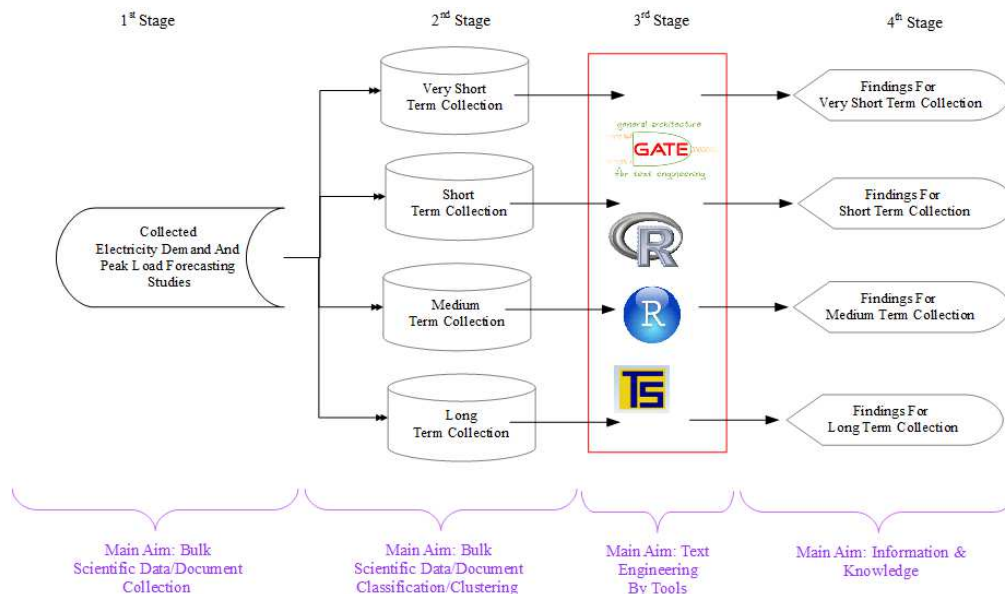 1st Stage
2nd Stage
3rd Stage
4th Stage
Collected
Electricity Demand And
Peak Load Forecasting
Studies
Very Short
Term Collection
Short
Term Collection
Medium
Term Collection
Long
Term Collection
general architecture
GATE
for text engineering
R
R
TS
Findings For
Very Short Term Collection
Findings For
Short Term Collection
Findings For
Medium Term Collection
Findings For
Long Term Collection
Main Aim: Bulk
Scientific Data/Document
Collection
Main Aim: Bulk
Scientific Data/Document
Classification/Clustering
Main Aim: Text
Engineering
By Tools
Main Aim: Information &
Knowledge